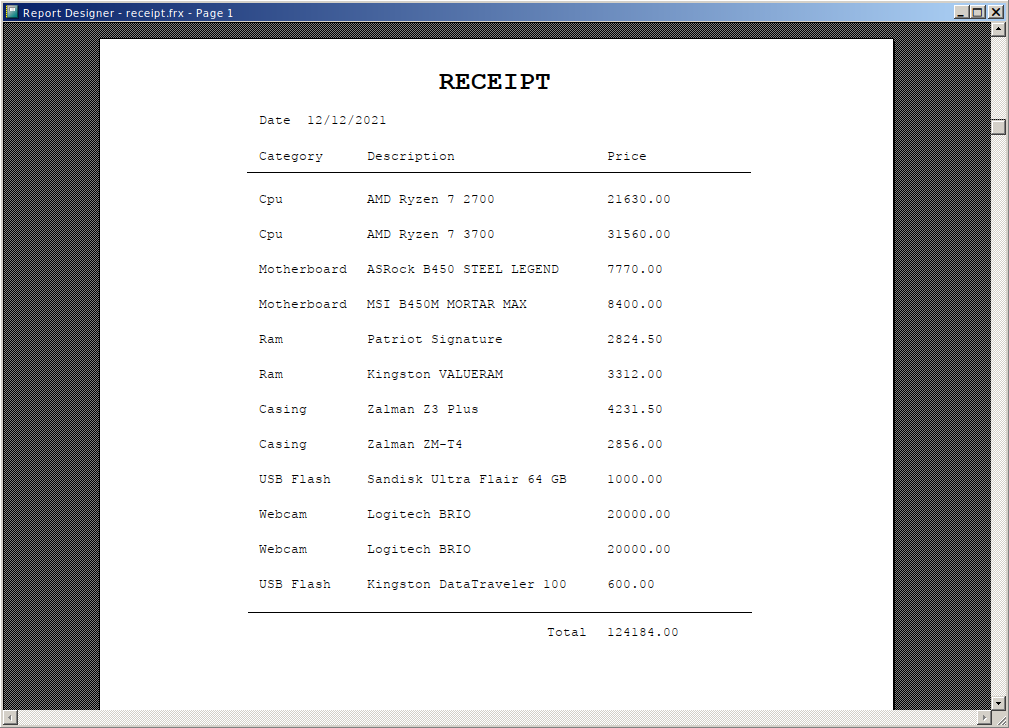 Report Designer - receipt.frx - Page 1
RECEIPT
Date 12/12/2021
Category Description Price
Cpu AMD Ryzen 7 2700 21630.00
Cpu AMD Ryzen 7 3700 31560.00
Motherboard ASRock B450 STEEL LEGEND 7770.00
Motherboard MSI B450M MORTAR MAX 8400.00
Ram Patriot Signature 2824.50
Ram Kingston VALUERAM 3312.00
Casing Zalman Z3 Plus 4231.50
Casing Zalman ZM-T4 2856.00
USB Flash Sandisk Ultra Flair 64 GB 1000.00
Webcam Logitech BRIO 20000.00
Webcam Logitech BRIO 20000.00
USB Flash Kingston DataTraveler 100 600.00
Total 124184.00